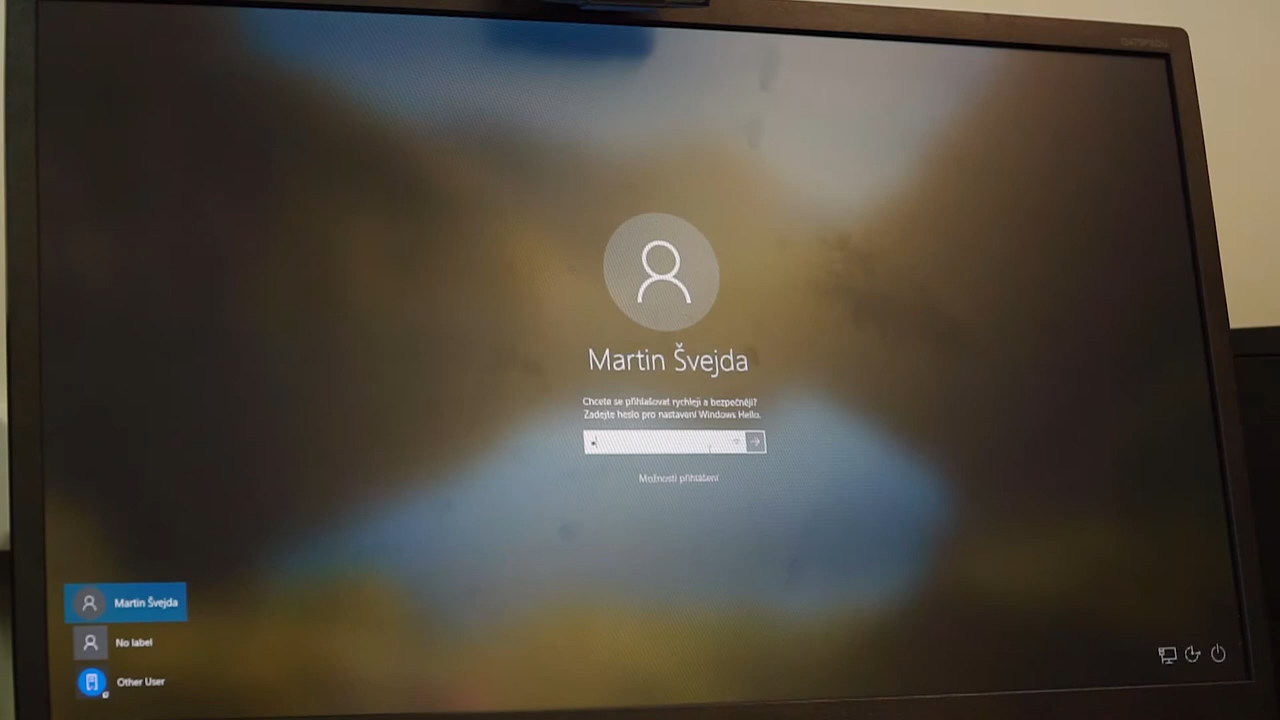 Martin Švejda
Chcete se přihlašovat rychleji a bezpečněji?
Zadejte heslo pro nastavení Windows Hello.
Možnosti přihlášení
Martin Švejda
No label
Other User